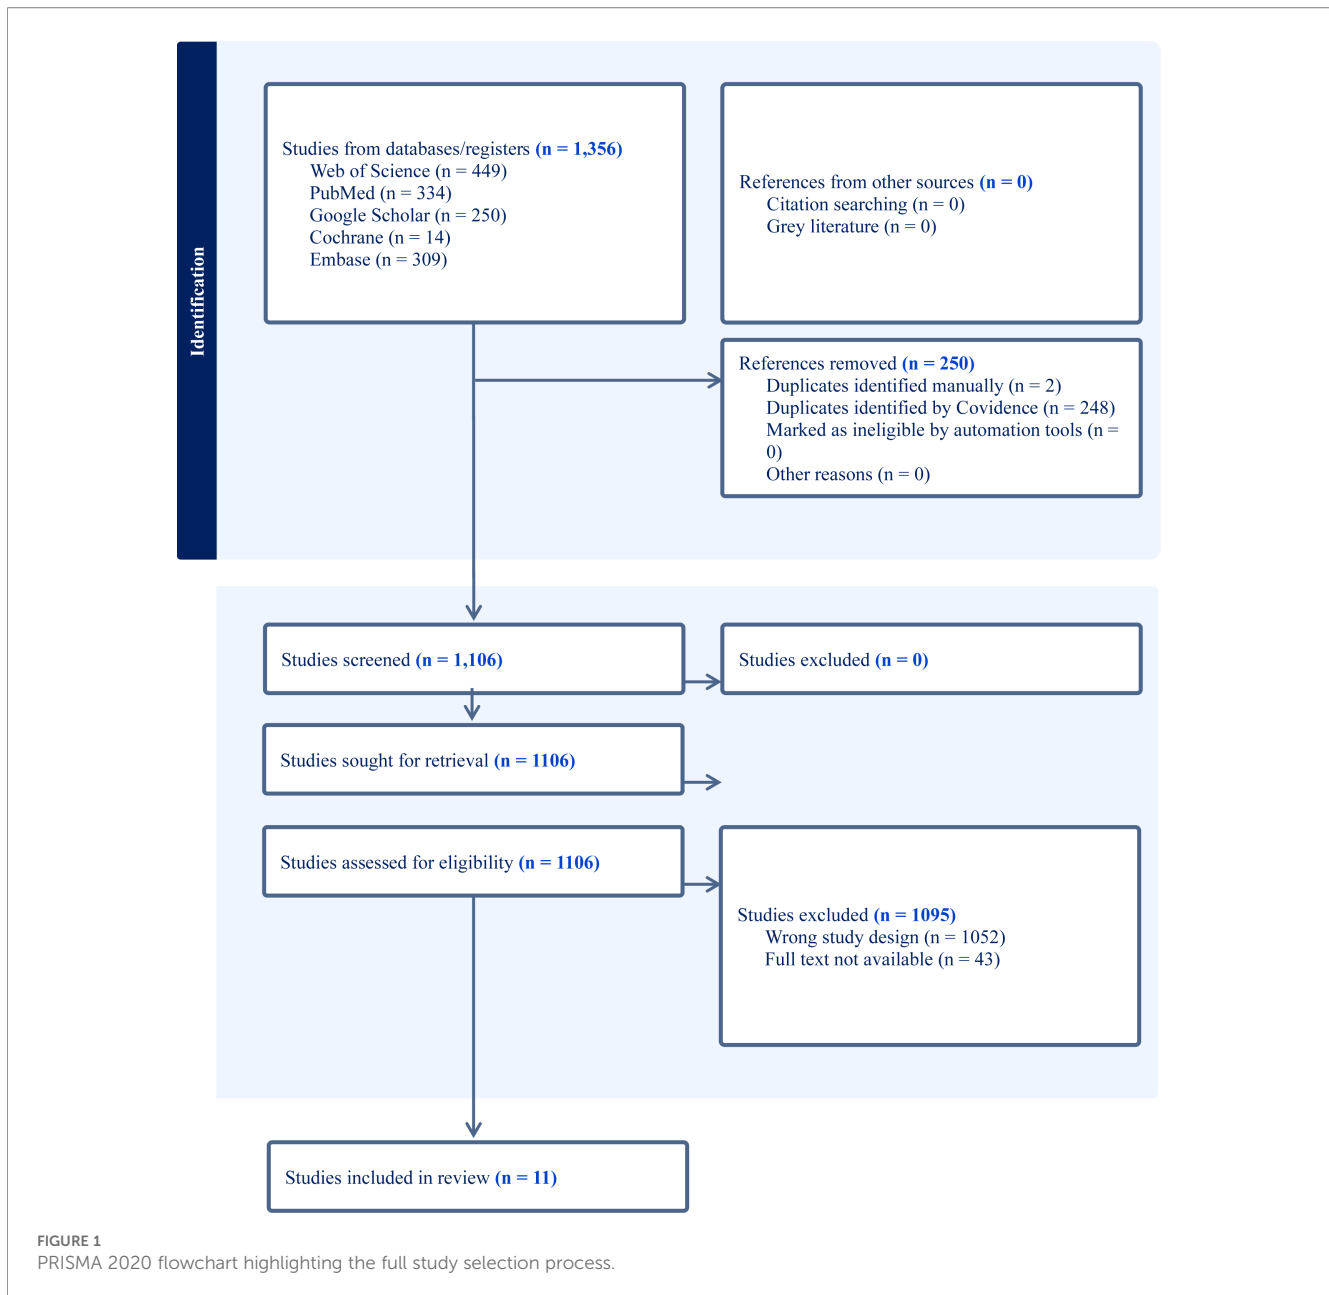 Identification
Studies from databases/registers (n = 1,356)
Web of Science (n = 449)
PubMed (n = 334)
Google Scholar (n = 250)
Cochrane (n = 14)
Embase (n = 309)
References from other sources (n = 0)
Citation searching (n = 0)
Grey literature (n = 0)
References removed (n = 250)
Duplicates identified manually (n = 2)
Duplicates identified by Covidence (n = 248)
Marked as ineligible by automation tools (n =
0)
Other reasons (n = 0)
Studies screened (n = 1,106)
Studies excluded (n = 0)
Studies sought for retrieval (n = 1106)
Studies assessed for eligibility (n = 1106)
Studies excluded (n = 1095)
Wrong study design (n = 1052)
Full text not available (n = 43)
Studies included in review (n = 11)
FIGURE 1
PRISMA 2020 flowchart highlighting the full study selection process.